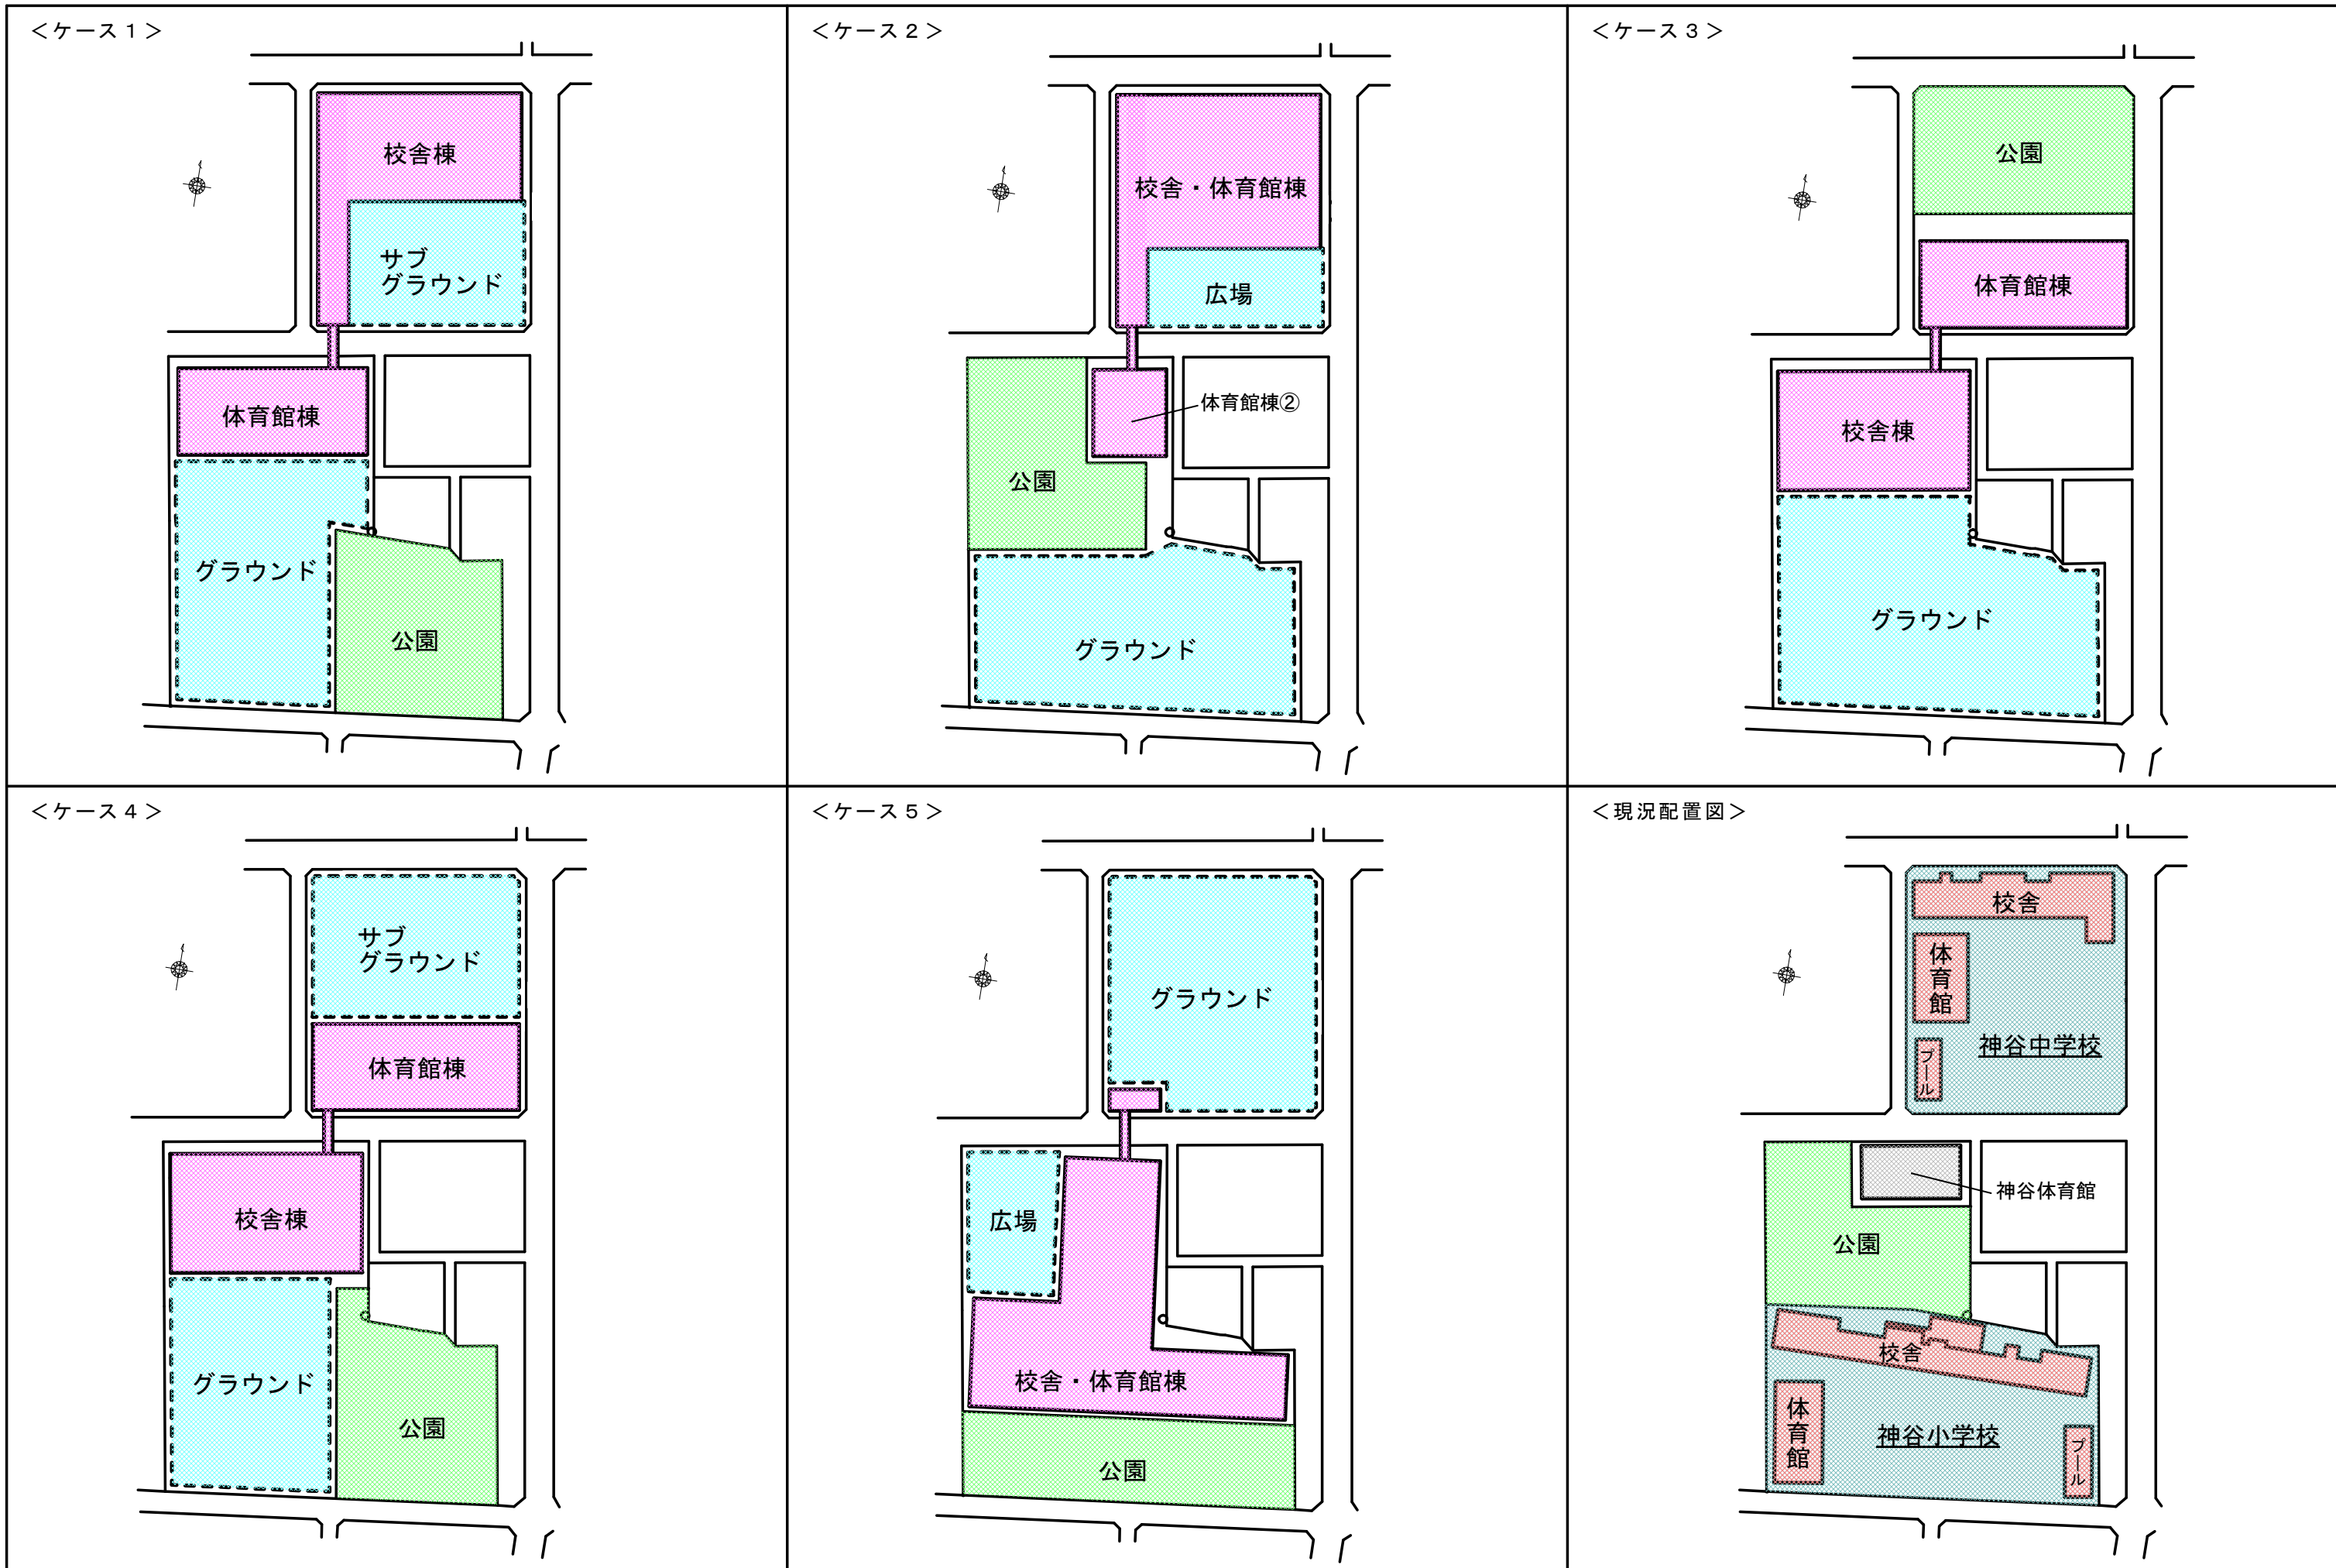 ＜ケース１＞
校舎棟
サブ
グラウンド
体育館棟
グラウンド
公園
＜ケース２＞
校舎・体育館棟
広場
体育館棟②
公園
グラウンド
＜ケース３＞
公園
体育館棟
校舎棟
グラウンド
＜ケース４＞
サブ
グラウンド
体育館棟
校舎棟
グラウンド
公園
＜ケース５＞
グラウンド
広場
校舎・体育館棟
公園
＜現況配置図＞
校舎
体育館
神谷中学校
プール
神谷体育館
公園
校舎
体育館
神谷小学校
プール